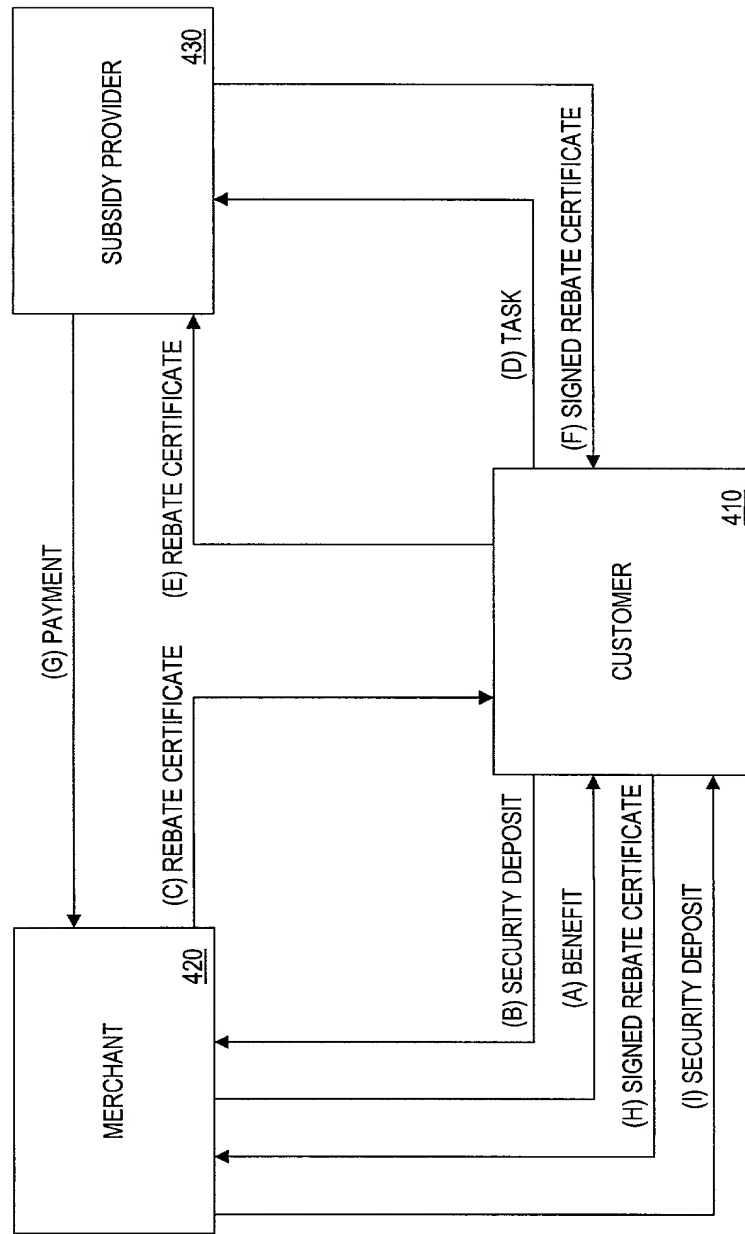 MERCHANT
420
(G) PAYMENT
SUBSIDY PROVIDER
430
(C) REBATE CERTIFICATE
(E) REBATE CERTIFICATE
(B) SECURITY DEPOSIT
(D) TASK
(A) BENEFIT
(F) SIGNED REBATE CERTIFICATE
(H) SIGNED REBATE CERTIFICATE
(I) SECURITY DEPOSIT
CUSTOMER
410